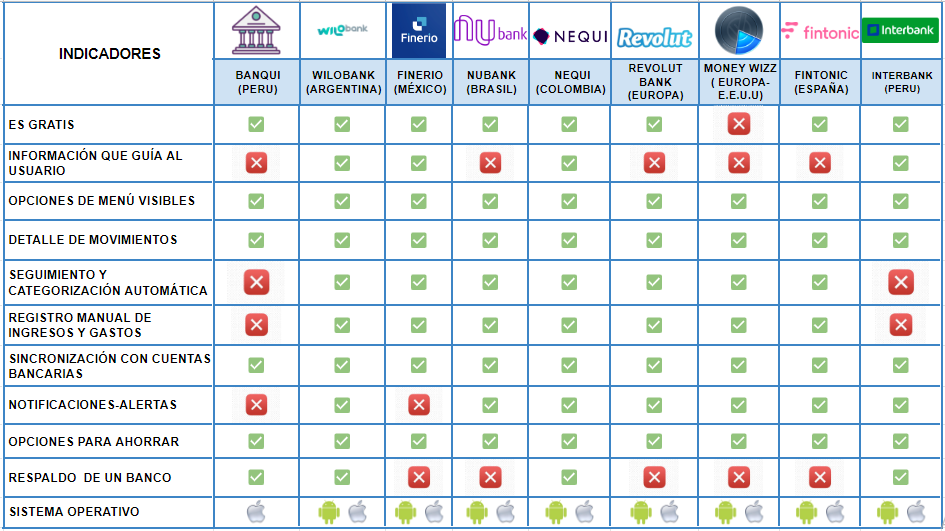 INDICADORES
WILObank
Finerio
nu bank
NEQUI
Revolut
fintonic
Interbank
BANQUI
(PERU)
WILOBANK
(ARGENTINA)
FINERIO
(MÉXICO)
NUBANK
(BRASIL)
NEQUI
(COLOMBIA)
REVOLUT
BANK
(EUROPA)
MONEY WIZZ
( EUROPA-
E.E.U.U)
FINTONIC
(ESPAÑA)
INTERBANK
(PERU)
ES GRATIS
INFORMACIÓN QUE GUÍA AL
USUARIO
OPCIONES DE MENÚ VISIBLES
DETALLE DE MOVIMIENTOS
SEGUIMIENTO Y
CATEGORIZACIÓN AUTOMÁTICA
REGISTRO MANUAL DE
INGRESOS Y GASTOS
SINCRONIZACIÓN CON CUENTAS
BANCARIAS
NOTIFICACIONES-ALERTAS
OPCIONES PARA AHORRAR
RESPALDO DE UN BANCO
SISTEMA OPERATIVO